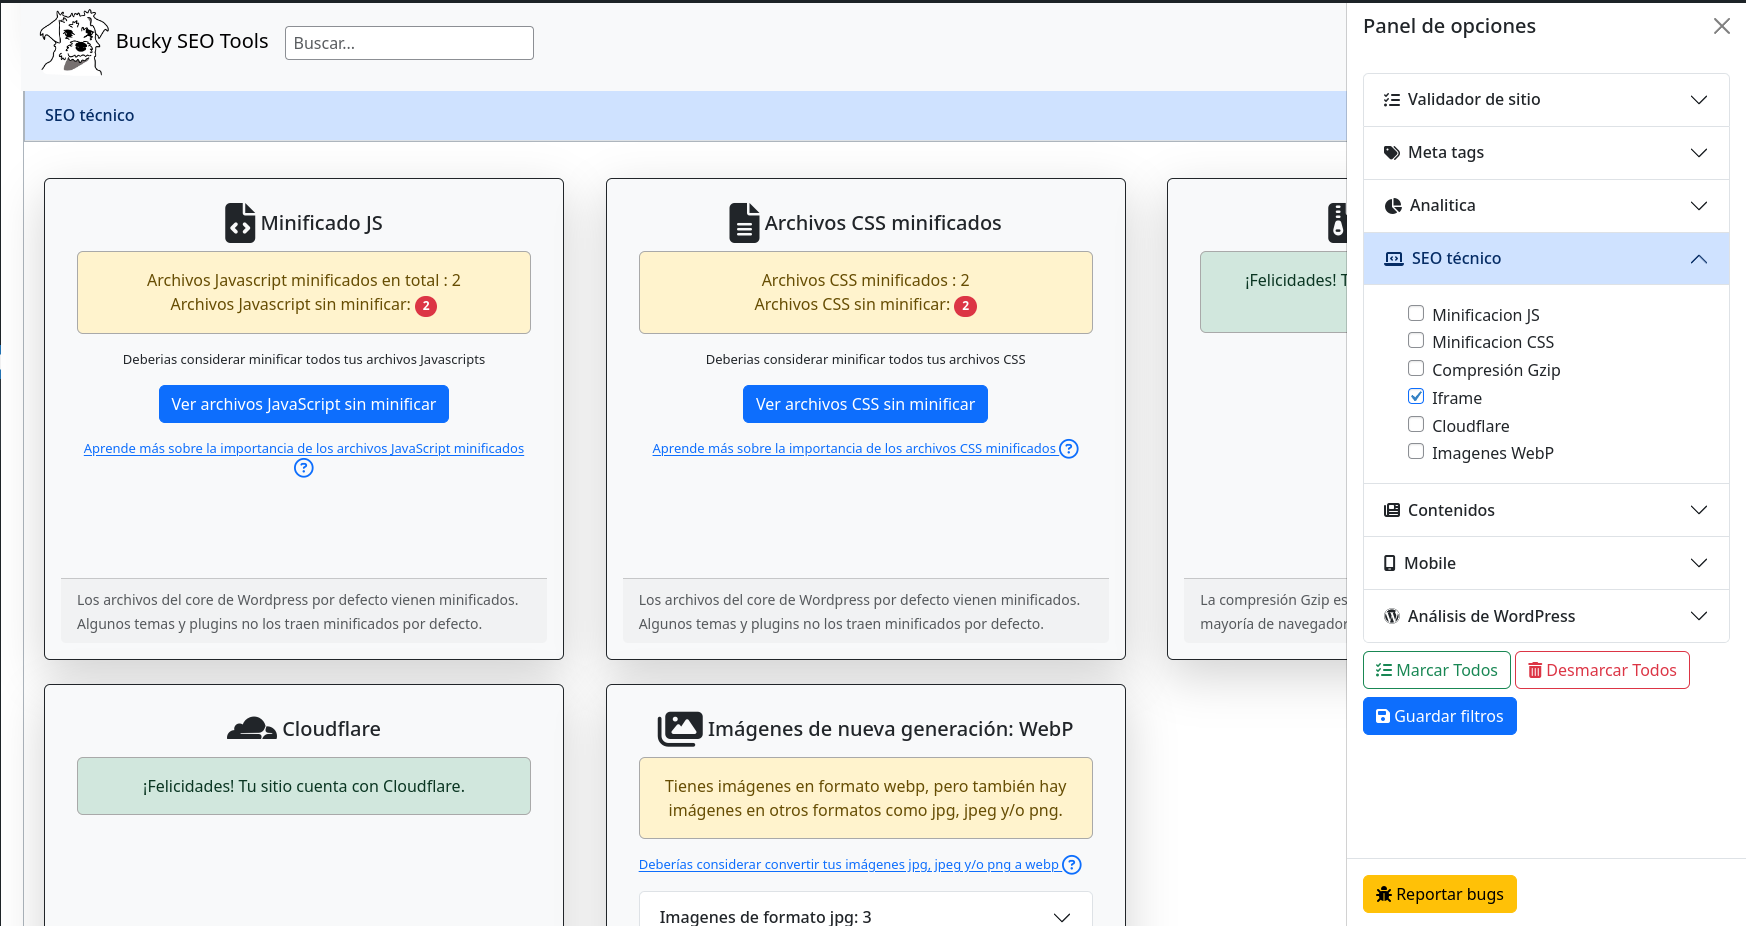 Bucky SEO Tools
Buscar...
SEO técnico
Minificado JS
Archivos Javascript minificados en total : 2
Archivos Javascript sin minificar: 2
Deberias considerar minificar todos tus archivos Javascripts
Ver archivos JavaScript sin minificar
Aprende más sobre la importancia de los archivos JavaScript minificados
?
Los archivos del core de Wordpress por defecto vienen minificados.
Algunos temas y plugins no los traen minificados por defecto.
Archivos CSS minificados
Archivos CSS minificados : 2
Archivos CSS sin minificar: 2
Deberias considerar minificar todos tus archivos CSS
Ver archivos CSS sin minificar
Aprende más sobre la importancia de los archivos CSS minificados ?
Los archivos del core de Wordpress por defecto vienen minificados.
Algunos temas y plugins no los traen minificados por defecto.
¡Felicidades! T
La compresión Gzip es
mayoría de navegador
Cloudflare
¡Felicidades! Tu sitio cuenta con Cloudflare.
Imágenes de nueva generación: WebP
Tienes imágenes en formato webp, pero también hay
imágenes en otros formatos como jpg, jpeg y/o png.
Deberías considerar convertir tus imágenes jpg, jpeg y/o png a webp ?
Imagenes de formato jpg: 3
Panel de opciones
Validador de sitio
Meta tags
Analitica
SEO técnico
Minificacion JS
Minificacion CSS
Compresión Gzip
Iframe
Cloudflare
Imagenes WebP
Contenidos
Mobile
Análisis de WordPress
Marcar Todos
Desmarcar Todos
Guardar filtros
Reportar bugs